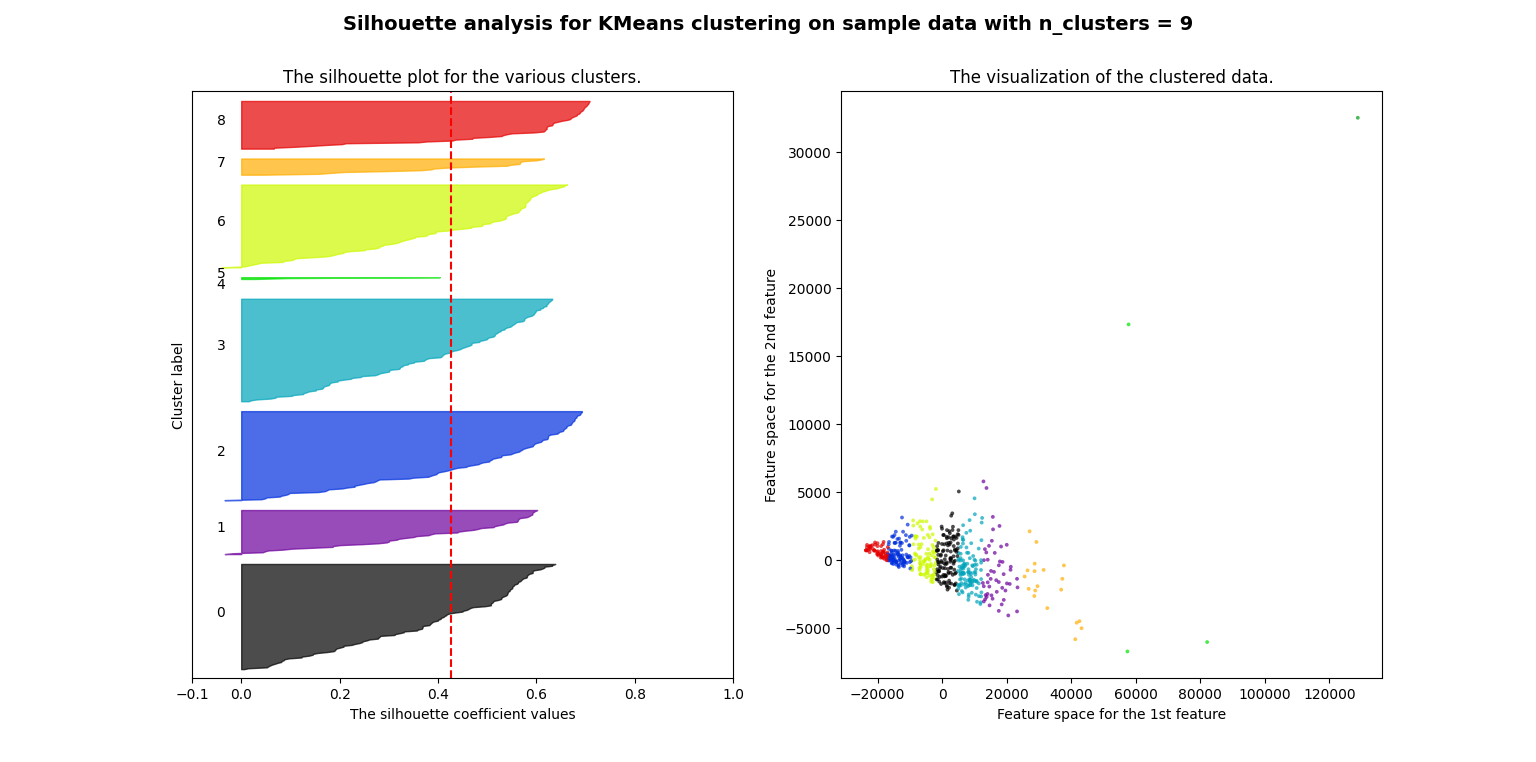 Silhouette analysis for KMeans clustering on sample data with n_clusters = 9
The silhouette plot for the various clusters.
8
7
6
5
4
3
2
1
0
Cluster label
−0.1 0.0 0.2 0.4 0.6 0.8 1.0
The silhouette coefficient values
The visualization of the clustered data.
30000
25000
20000
15000
10000
5000
0
−5000
Feature space for the 2nd feature
−20000 0 20000 40000 60000 80000 100000 120000
Feature space for the 1st feature